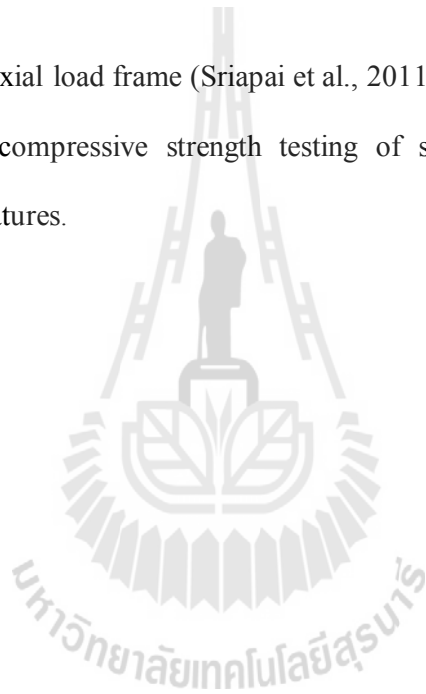 xial load frame (Sriapai et al., 2011
compressive strength testing of s
atures.
มหาวิทยาลัยเทคโนโลยีสุรนารี